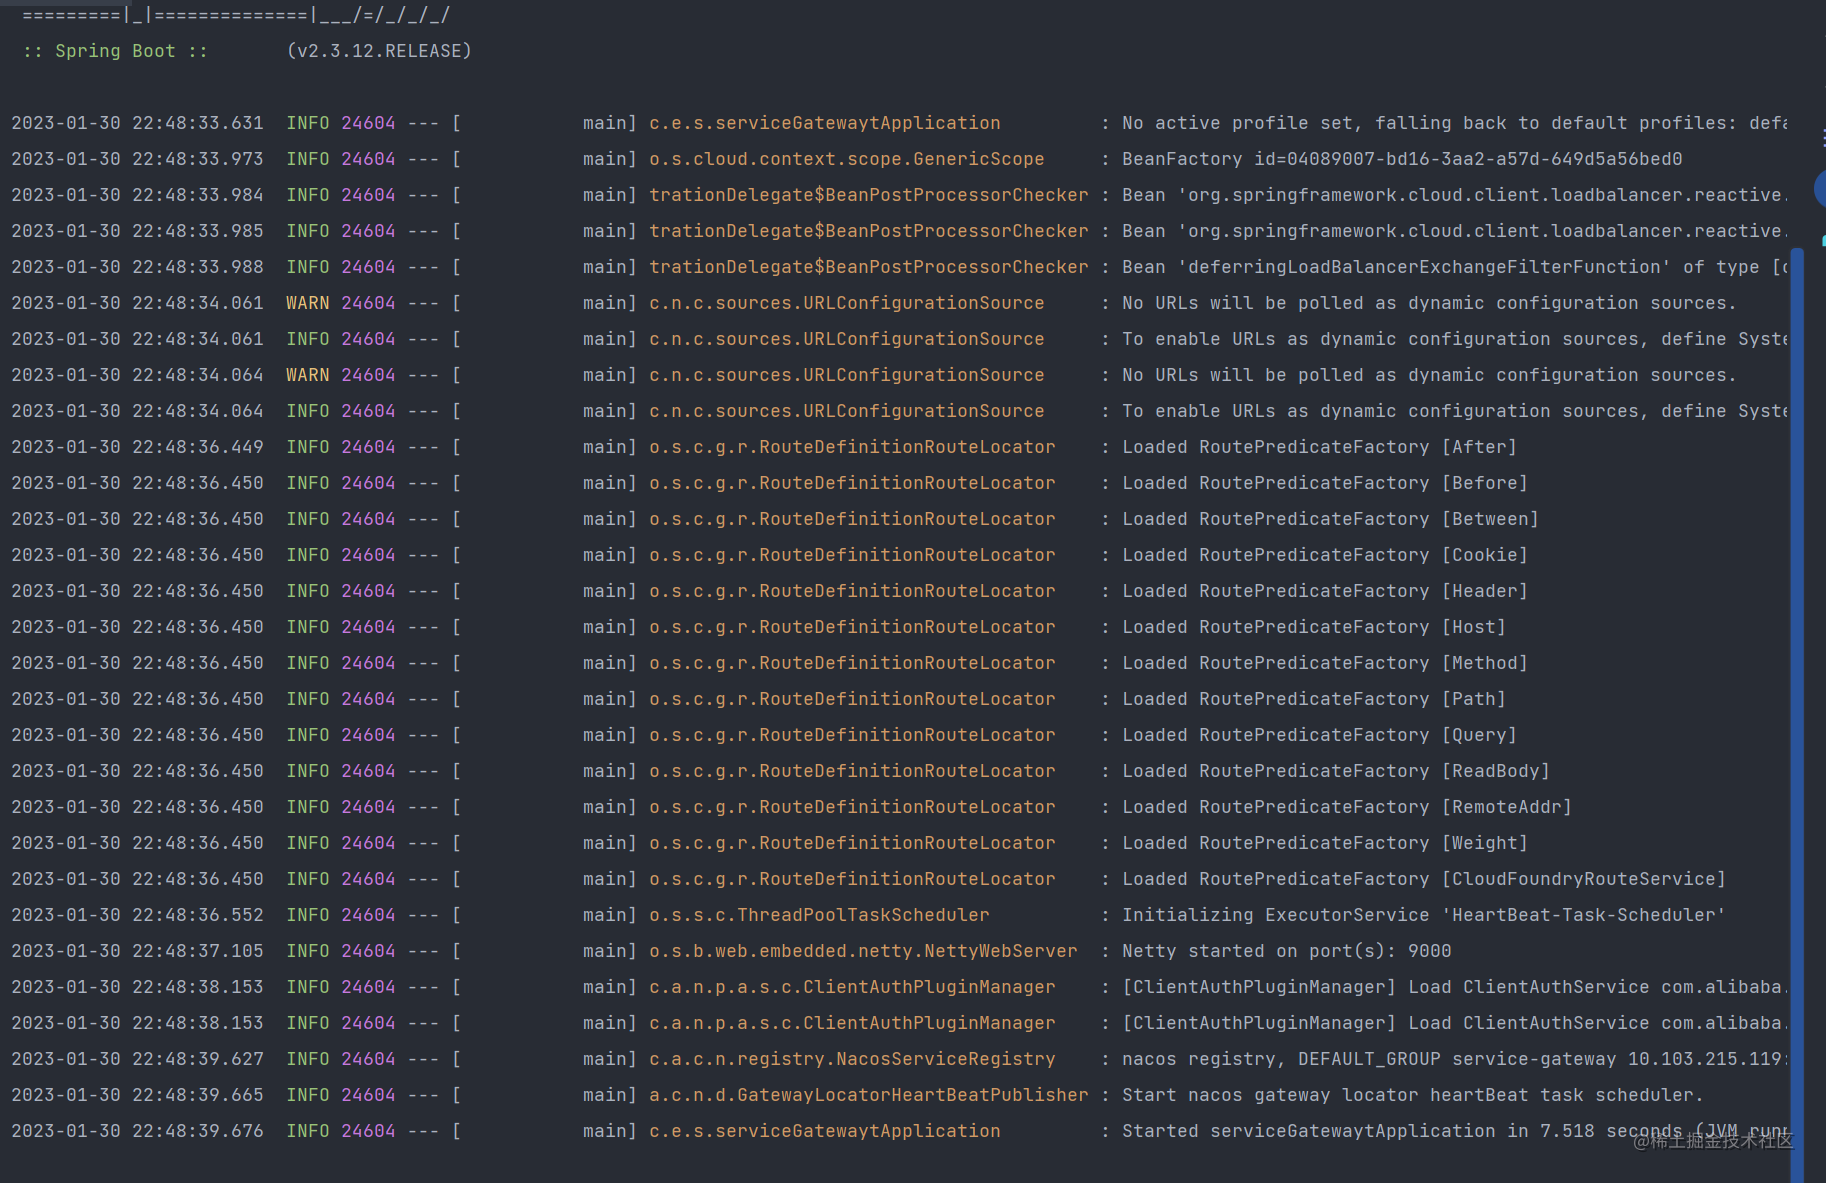 =========|_|==============|___/=/_/_/_/
:: Spring Boot ::       (v2.3.12.RELEASE)
2023-01-30 22:48:33.631  INFO 24604 --- [           main] c.e.s.serviceGatewaytApplication         : No active profile set, falling back to default profiles: defa
2023-01-30 22:48:33.973  INFO 24604 --- [           main] o.s.cloud.context.scope.GenericScope     : BeanFactory id=04089007-bd16-3aa2-a57d-649d5a56bed0
2023-01-30 22:48:33.984  INFO 24604 --- [           main] trationDelegate$BeanPostProcessorChecker : Bean 'org.springframework.cloud.client.loadbalancer.reactive.
2023-01-30 22:48:33.985  INFO 24604 --- [           main] trationDelegate$BeanPostProcessorChecker : Bean 'org.springframework.cloud.client.loadbalancer.reactive.
2023-01-30 22:48:33.988  INFO 24604 --- [           main] trationDelegate$BeanPostProcessorChecker : Bean 'deferringLoadBalancerExchangeFilterFunction' of type [
2023-01-30 22:48:34.061  WARN 24604 --- [           main] c.n.c.sources.URLConfigurationSource     : No URLs will be polled as dynamic configuration sources.
2023-01-30 22:48:34.061  INFO 24604 --- [           main] c.n.c.sources.URLConfigurationSource     : To enable URLs as dynamic configuration sources, define Syste
2023-01-30 22:48:34.064  WARN 24604 --- [           main] c.n.c.sources.URLConfigurationSource     : No URLs will be polled as dynamic configuration sources.
2023-01-30 22:48:34.064  INFO 24604 --- [           main] c.n.c.sources.URLConfigurationSource     : To enable URLs as dynamic configuration sources, define Syste
2023-01-30 22:48:36.449  INFO 24604 --- [           main] o.s.c.g.r.RouteDefinitionRouteLocator    : Loaded RoutePredicateFactory [After]
2023-01-30 22:48:36.450  INFO 24604 --- [           main] o.s.c.g.r.RouteDefinitionRouteLocator    : Loaded RoutePredicateFactory [Before]
2023-01-30 22:48:36.450  INFO 24604 --- [           main] o.s.c.g.r.RouteDefinitionRouteLocator    : Loaded RoutePredicateFactory [Between]
2023-01-30 22:48:36.450  INFO 24604 --- [           main] o.s.c.g.r.RouteDefinitionRouteLocator    : Loaded RoutePredicateFactory [Cookie]
2023-01-30 22:48:36.450  INFO 24604 --- [           main] o.s.c.g.r.RouteDefinitionRouteLocator    : Loaded RoutePredicateFactory [Header]
2023-01-30 22:48:36.450  INFO 24604 --- [           main] o.s.c.g.r.RouteDefinitionRouteLocator    : Loaded RoutePredicateFactory [Host]
2023-01-30 22:48:36.450  INFO 24604 --- [           main] o.s.c.g.r.RouteDefinitionRouteLocator    : Loaded RoutePredicateFactory [Method]
2023-01-30 22:48:36.450  INFO 24604 --- [           main] o.s.c.g.r.RouteDefinitionRouteLocator    : Loaded RoutePredicateFactory [Path]
2023-01-30 22:48:36.450  INFO 24604 --- [           main] o.s.c.g.r.RouteDefinitionRouteLocator    : Loaded RoutePredicateFactory [Query]
2023-01-30 22:48:36.450  INFO 24604 --- [           main] o.s.c.g.r.RouteDefinitionRouteLocator    : Loaded RoutePredicateFactory [ReadBody]
2023-01-30 22:48:36.450  INFO 24604 --- [           main] o.s.c.g.r.RouteDefinitionRouteLocator    : Loaded RoutePredicateFactory [RemoteAddr]
2023-01-30 22:48:36.450  INFO 24604 --- [           main] o.s.c.g.r.RouteDefinitionRouteLocator    : Loaded RoutePredicateFactory [Weight]
2023-01-30 22:48:36.450  INFO 24604 --- [           main] o.s.c.g.r.RouteDefinitionRouteLocator    : Loaded RoutePredicateFactory [CloudFoundryRouteService]
2023-01-30 22:48:36.552  INFO 24604 --- [           main] o.s.s.c.ThreadPoolTaskScheduler          : Initializing ExecutorService 'HeartBeat-Task-Scheduler'
2023-01-30 22:48:37.105  INFO 24604 --- [           main] o.s.b.web.embedded.netty.NettyWebServer  : Netty started on port(s): 9000
2023-01-30 22:48:38.153  INFO 24604 --- [           main] c.a.n.p.a.s.c.ClientAuthPluginManager    : [ClientAuthPluginManager] Load ClientAuthService com.alibaba.
2023-01-30 22:48:38.153  INFO 24604 --- [           main] c.a.n.p.a.s.c.ClientAuthPluginManager    : [ClientAuthPluginManager] Load ClientAuthService com.alibaba.
2023-01-30 22:48:39.627  INFO 24604 --- [           main] c.a.c.n.registry.NacosServiceRegistry    : nacos registry, DEFAULT_GROUP service-gateway 10.103.215.119:
2023-01-30 22:48:39.665  INFO 24604 --- [           main] a.c.n.d.GatewayLocatorHeartBeatPublisher : Start nacos gateway locator heartBeat task scheduler.
2023-01-30 22:48:39.676  INFO 24604 --- [           main] c.e.s.serviceGatewaytApplication         : Started serviceGatewaytApplication in 7.518 seconds (JVM runn
@稀土掘金技术社区